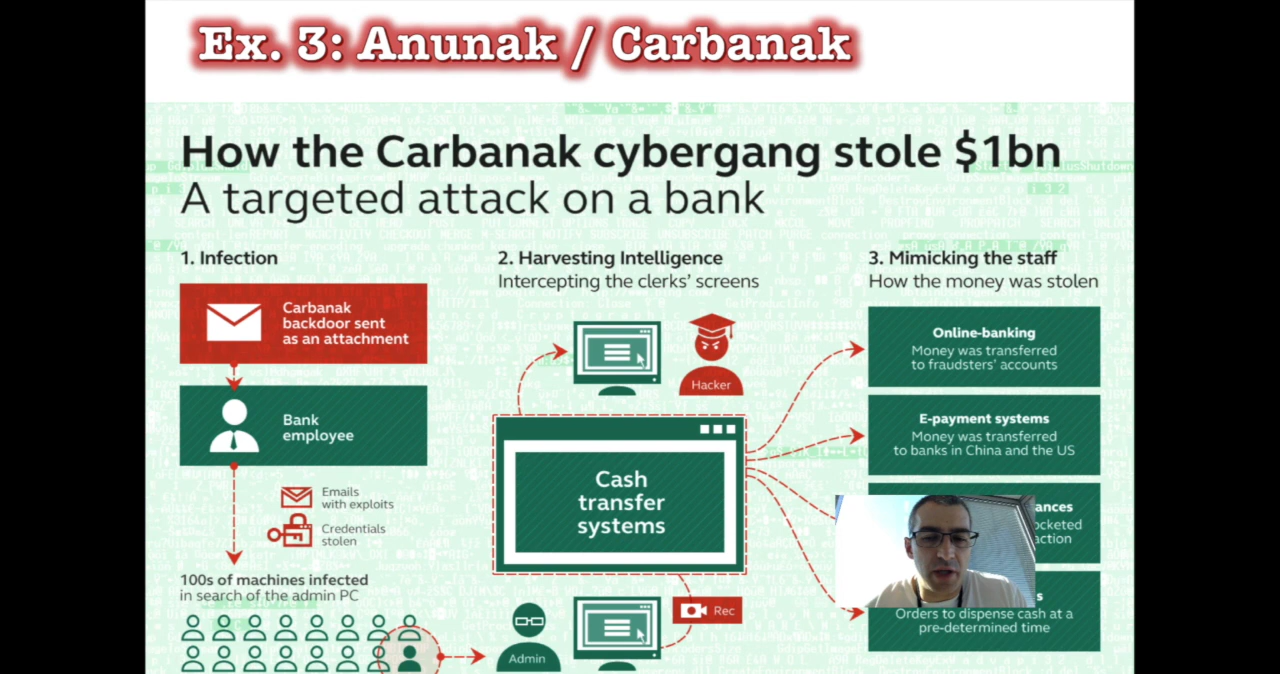 Ex. 3: Anunak / Carbanak
How the Carbanak cybergang stole $1bn
A targeted attack on a bank
1. Infection
Carbanak
backdoor sent
as an attachment
Bank
employee
Emails
with exploits
Credentials
stolen
100s of machines infected
in search of the admin PC
2. Harvesting Intelligence
Intercepting the clerks' screens
Hacker
Cash
transfer
systems
Rec
Admin
3. Mimicking the staff
How the money was stolen
Online-banking
Money was transferred
to fraudsters' accounts
E-payment systems
Money was transferred
to banks in China and the US
Orders to dispense cash at a
pre-determined time